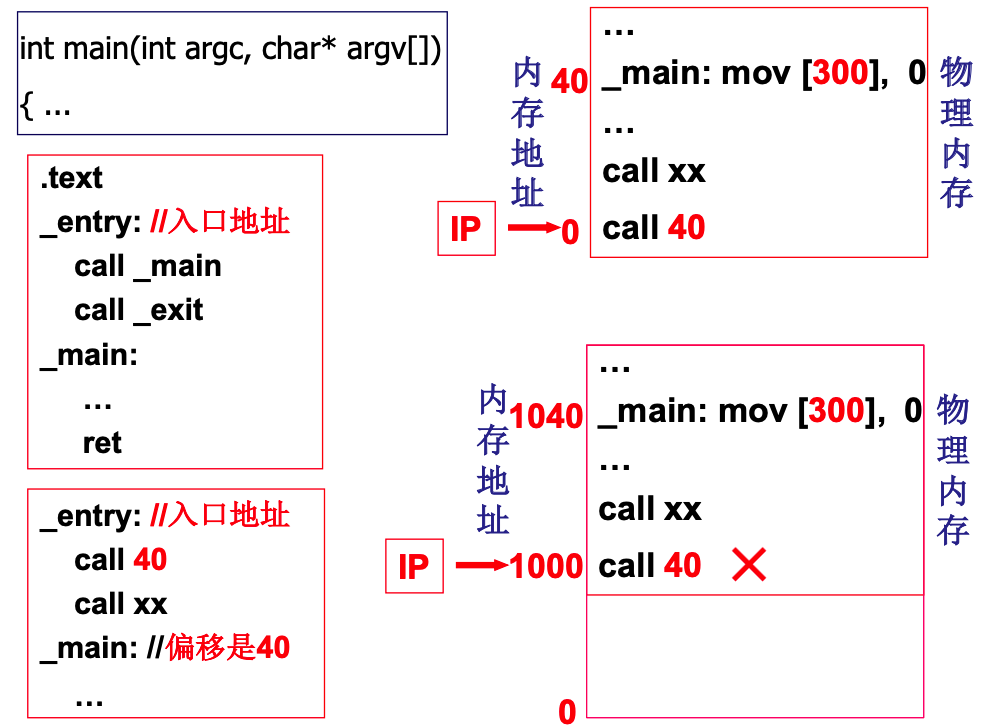 int main(int argc, char* argv[])
{ ...
.text
_entry: //入口地址
call _main
call _exit
_main:
...
ret
_entry: //入口地址
call 40
call xx
_main: //偏移是40
...
内存地址
40
IP
0
...
_main: mov [300], 0
...
call xx
call 40
物理内存
内存地址
1040
IP
1000
0
...
_main: mov [300], 0
...
call xx
call 40
物理内存